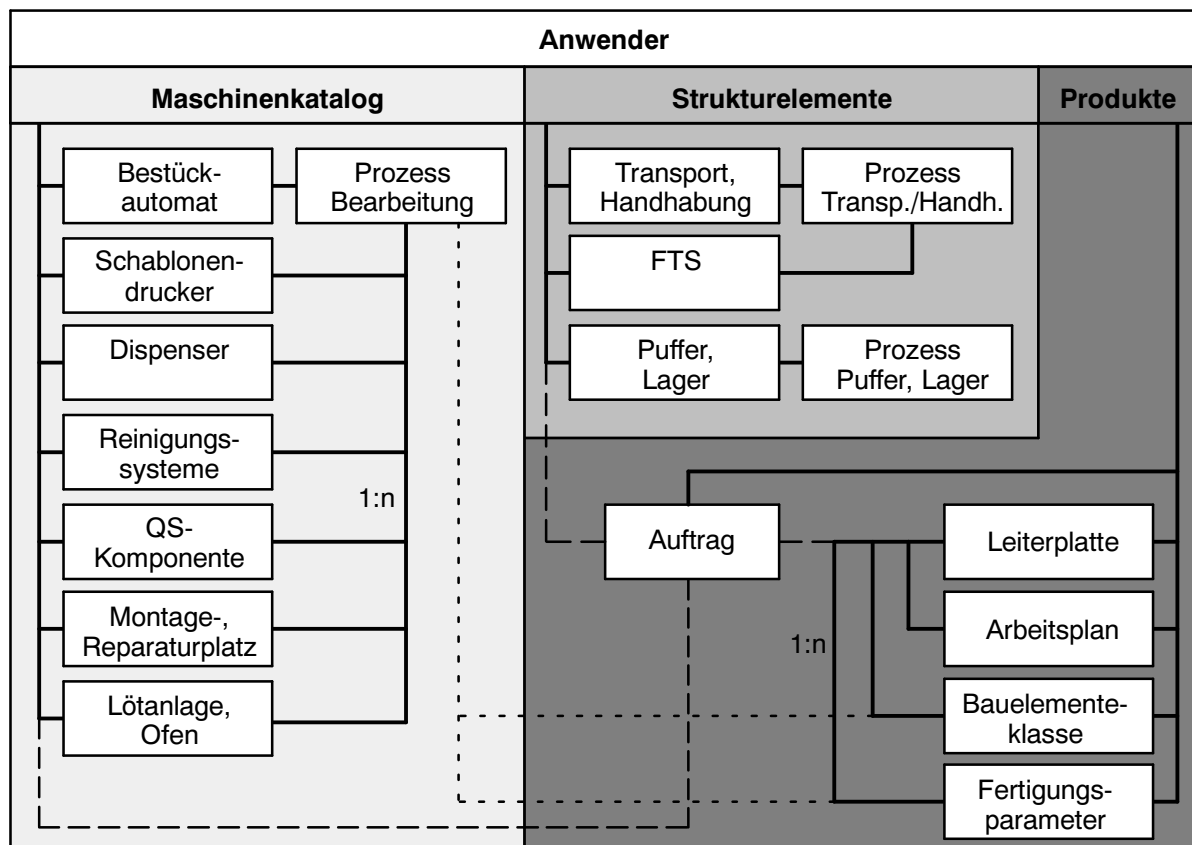 Anwender
Maschinenkatalog
Bestück-
automat
Prozess
Bearbeitung
Schablonen-
drucker
Dispenser
Reinigungs-
systeme
1:n
QS-
Komponente
Montage-,
Reparaturplatz
Lötanlage,
Ofen
Strukturelemente
Transport,
Handhabung
Prozess
Transp./Handh.
FTS
Puffer,
Lager
Prozess
Puffer, Lager
Produkte
Auftrag
1:n
Leiterplatte
Arbeitsplan
Bauelemente-
klasse
Fertigungs-
parameter